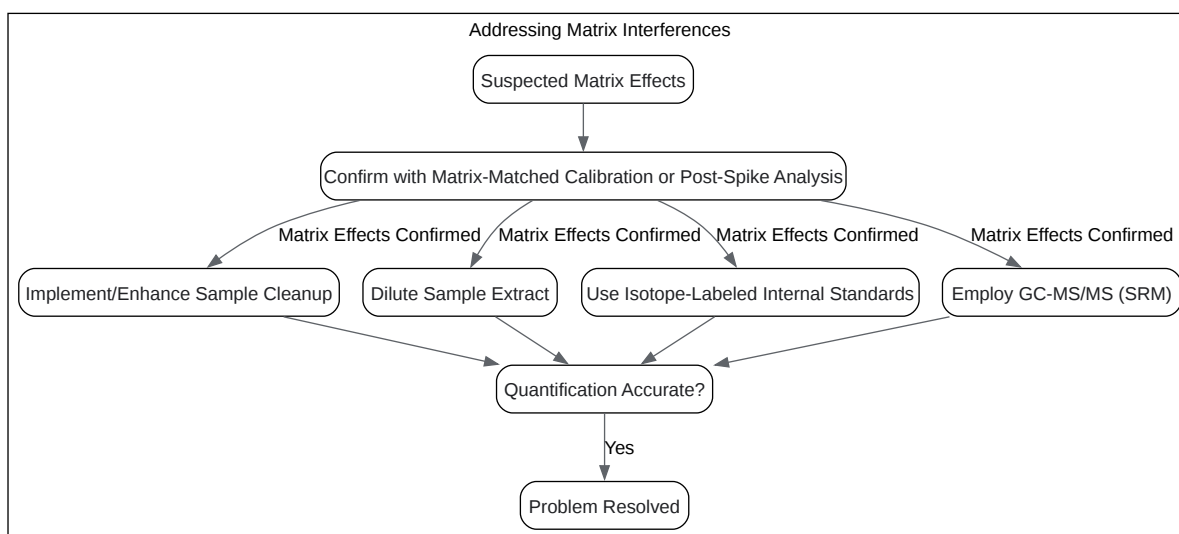 Addressing Matrix Interferences
Suspected Matrix Effects
Confirm with Matrix-Matched Calibration or Post-Spike Analysis
Matrix Effects Confirmed
Matrix Effects Confirmed
Matrix Effects Confirmed
Matrix Effects Confirmed
Implement/Enhance Sample Cleanup
Dilute Sample Extract
Use Isotope-Labeled Internal Standards
Employ GC-MS/MS (SRM)
Quantification Accurate?
Yes
Problem Resolved